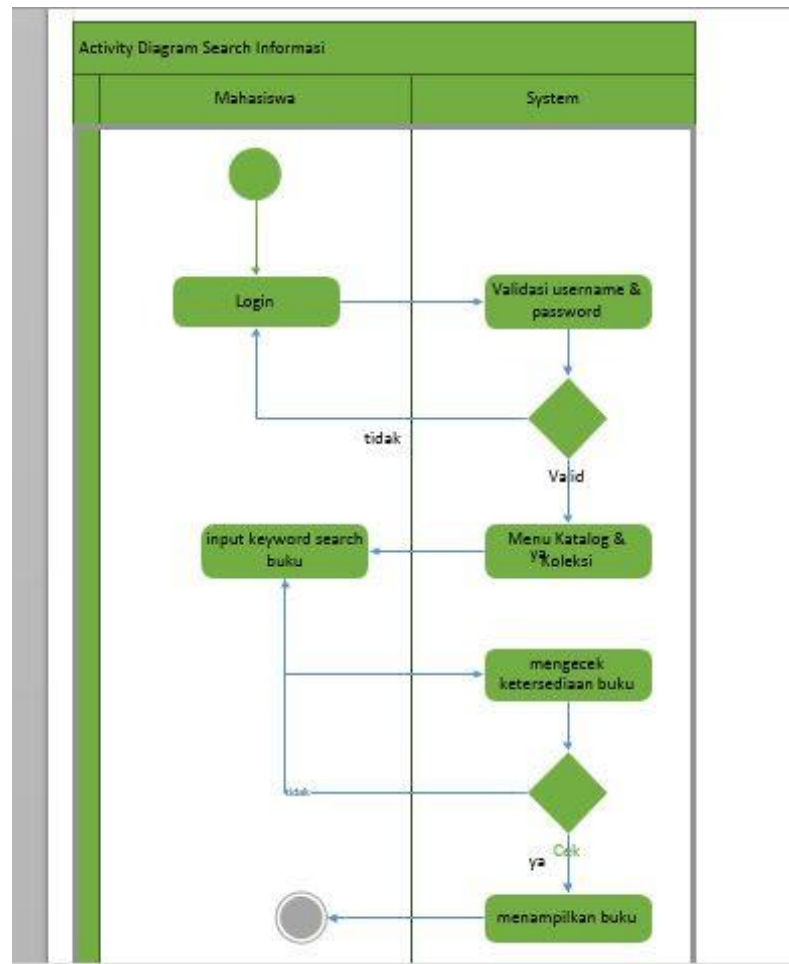 Activity Diagram Search Informasi
Mahasiswa
System
Login
Validasi username &
password
tidak
Valid
input keyword search
buku
Menu Katalog &
ya
Koleksi
mengecek
ketersediaan buku
tidak
Cek
ya
menampilkan buku